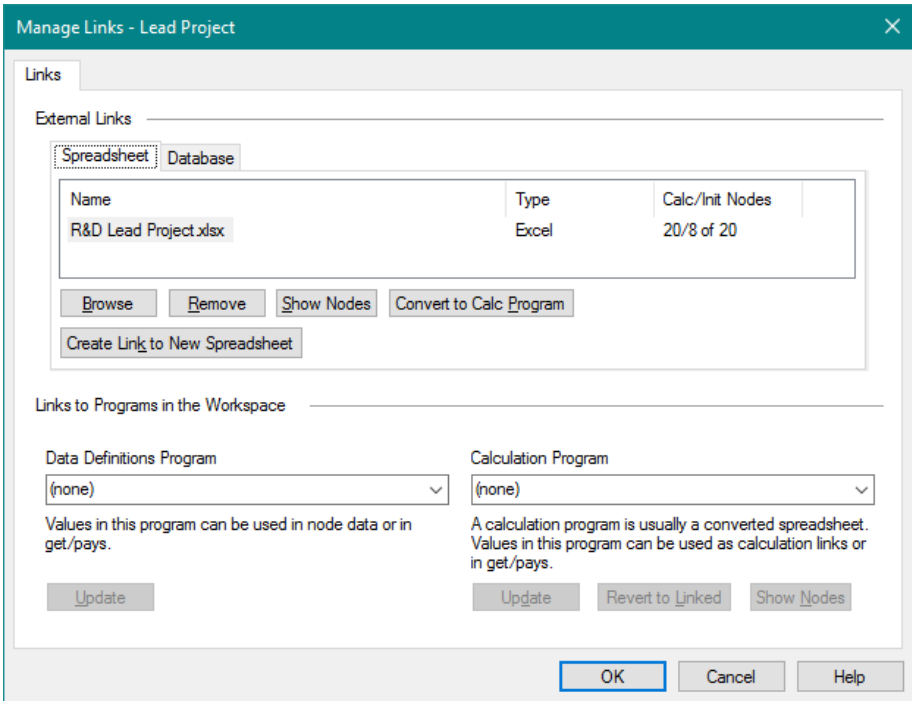 Manage Links - Lead Project
Links
External Links
Spreadsheet Database
Name Type Calc/Init Nodes
R&D Lead Project.xlsx Excel 20/8 of 20
Browse Remove Show Nodes Convert to Calc Program
Create Link to New Spreadsheet
Links to Programs in the Workspace
Data Definitions Program
(none)
Values in this program can be used in node data or in
get/pays.
Update
Calculation Program
(none)
A calculation program is usually a converted spreadsheet.
Values in this program can be used as calculation links or
in get/pays.
Update Revert to Linked Show Nodes
OK Cancel Help